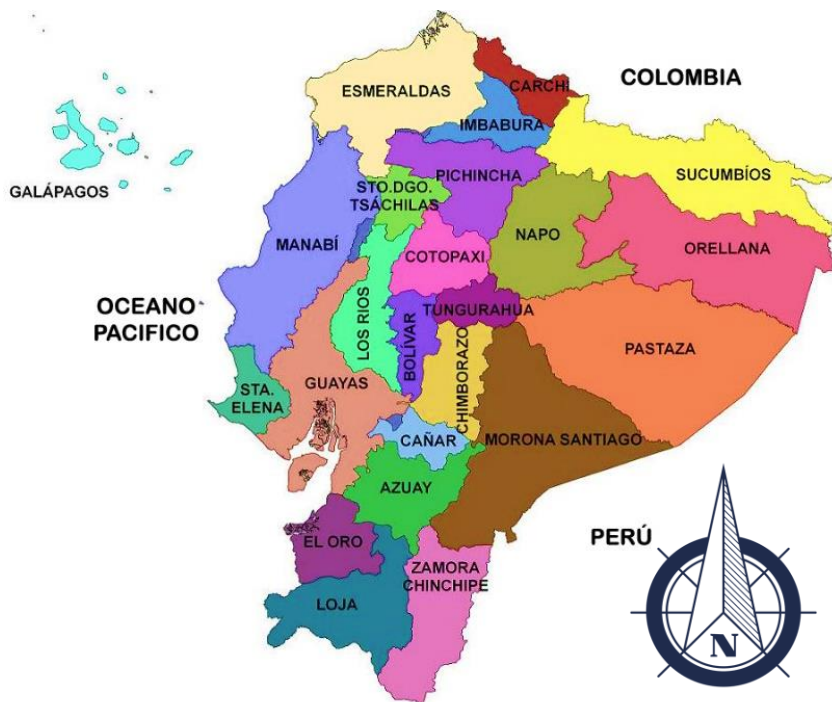 COLOMBIA
CARCHI
ESMERALDAS
IMBABURA
PICHINCHA
SUCUMBÍOS
GALÁPAGOS
STO.DGO.
TSÁCHILAS
NAPO
MANABÍ
ORELLANA
COTOPAXI
OCEANO
PACIFICO
TUNGURAHUA
LOS RIOS
BOLÍVAR
PASTAZA
CHIMBORAZO
GUAYAS
STA.
ELENA
CAÑAR
MORONA SANTIAGO
AZUAY
PERÚ
EL ORO
ZAMORA
CHINCHIPE
LOJA
N